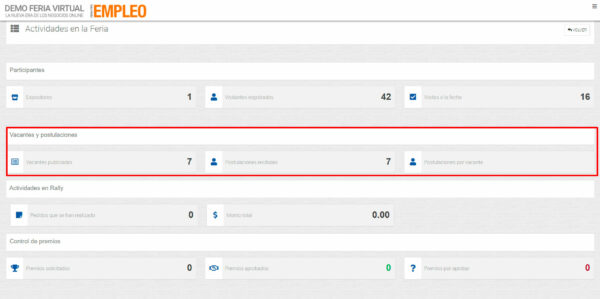 DEMO FERIA VIRTUAL
LA NUEVA ERA DE LOS NEGOCIOS ONLINE
EMPLEO
Actividades en la Feria
VOLVER
Participantes
Expositores 1
Visitantes registrados 42
Visitas a la fecha 16
Vacantes y postulaciones
Vacantes publicadas 7
Postulaciones recibidas 7
Postulaciones por vacante
Actividades en Rally
Pedidos que se han realizado 0
Monto total 0.00
Control de premios
Premios solicitados 0
Premios aprobados 0
Premios por aprobar 0